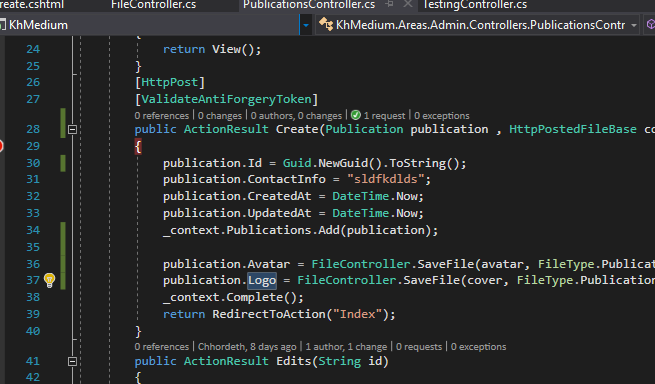 reate.cshtml FileController.cs PublicationsController.cs TestingController.cs
KhMedium KhMedium.Areas.Admin.Controllers.PublicationsContr
24 return View();
25 }
26 [HttpPost]
27 [ValidateAntiForgeryToken]
0 references | 0 changes | 0 authors, 0 changes | 1 request | 0 exceptions
28 public ActionResult Create(Publication publication , HttpPostedFileBase co
29 {
30 publication.Id = Guid.NewGuid().ToString();
31 publication.ContactInfo = "sldfkdlds";
32 publication.CreatedAt = DateTime.Now;
33 publication.UpdatedAt = DateTime.Now;
34 _context.Publications.Add(publication);
35
36 publication.Avatar = FileController.SaveFile(avatar, FileType.Publicat
37 publication.Logo = FileController.SaveFile(cover, FileType.Publication
38 _context.Complete();
39 return RedirectToAction("Index");
40 }
0 references | Chhordeth, 8 days ago | 1 author, 1 change | 0 requests | 0 exceptions
41 public ActionResult Edits(String id)
42 {